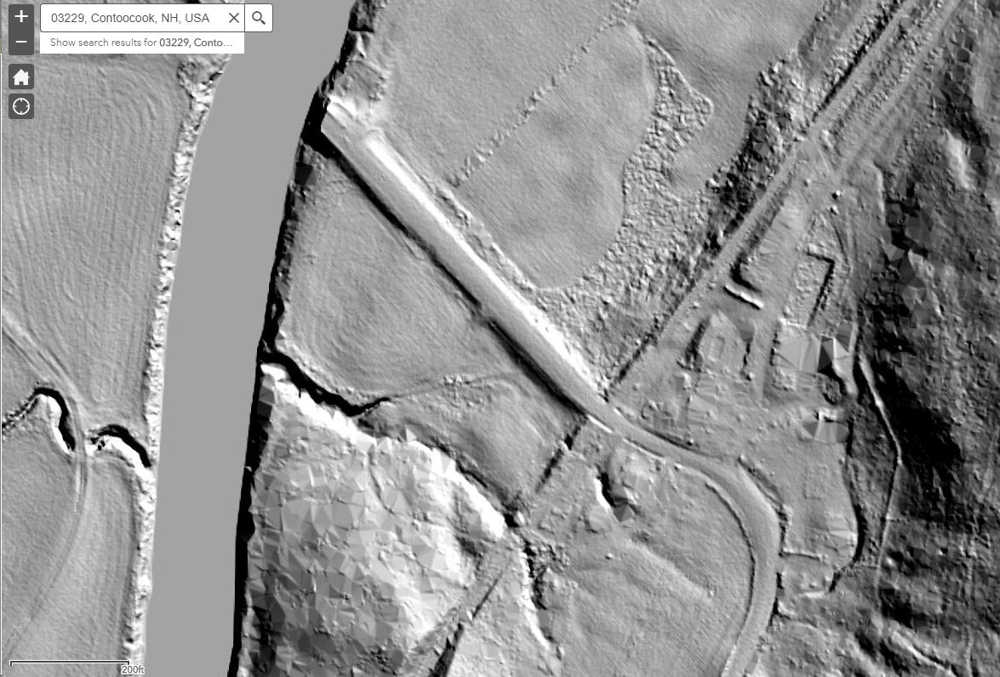 +
03229, Contoocook, NH, USA
Show search results for 03229, Conto...
−
200ft